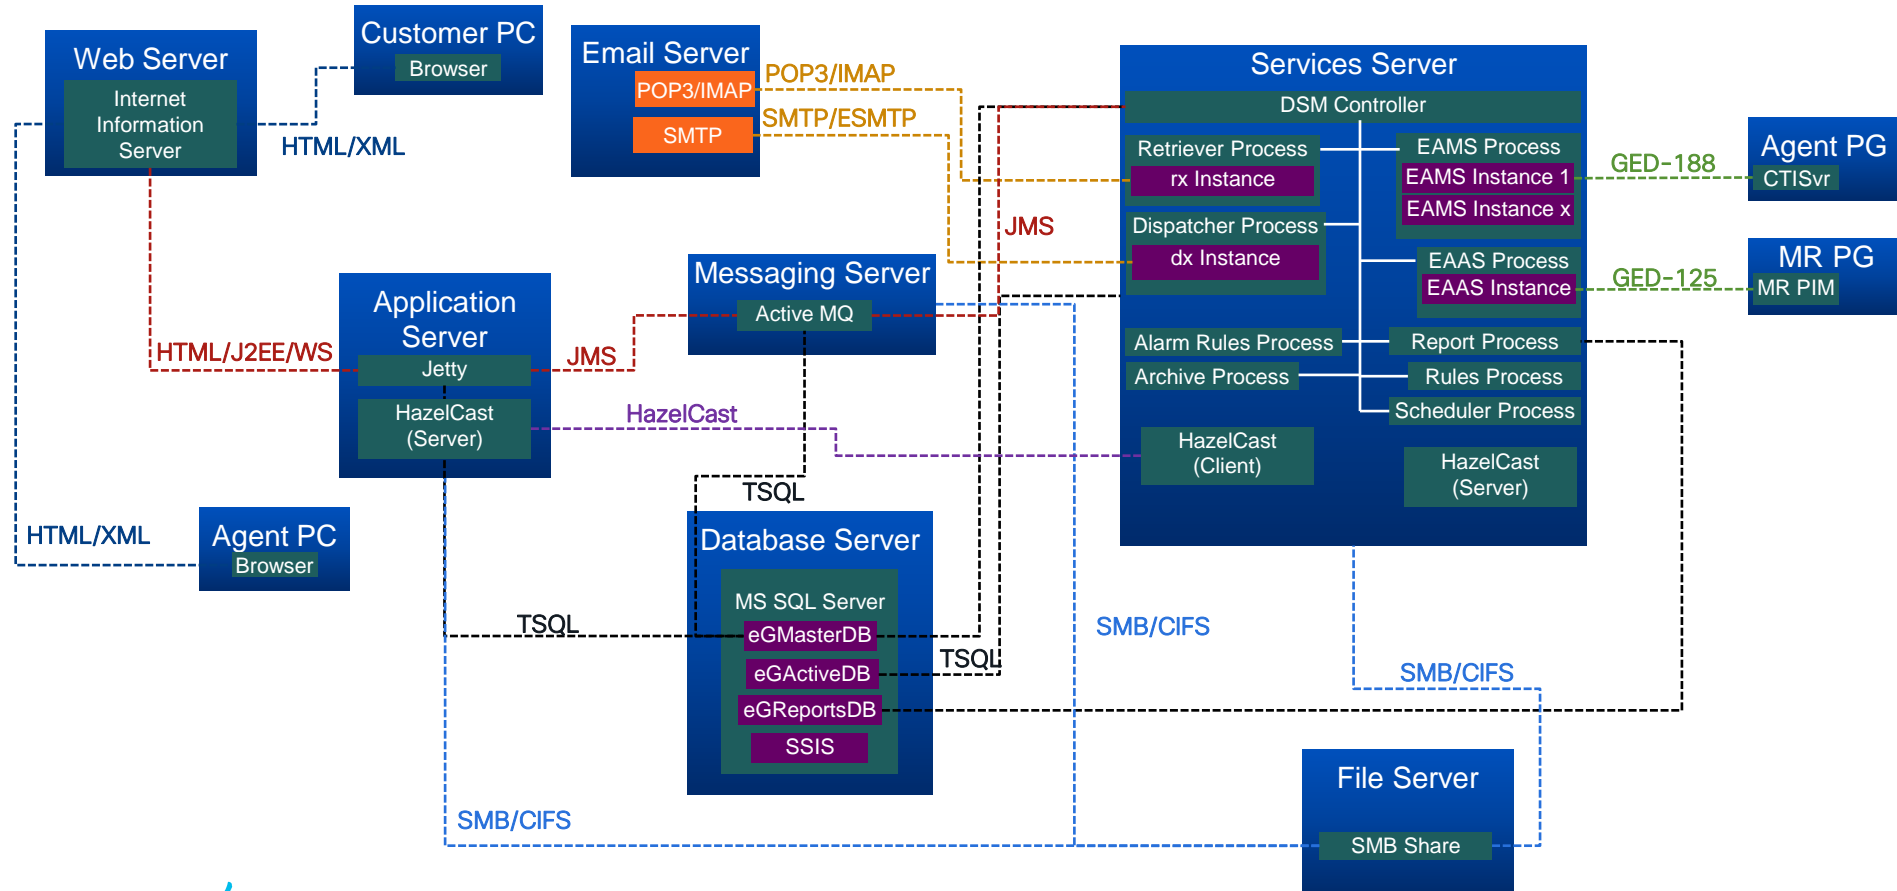 Web Server
Internet
Information
Server
Customer PC
Browser
HTML/XML
Email Server
POP3/IMAP
SMTP
POP3/IMAP
SMTP/ESMTP
Services Server
DSM Controller
Retriever Process
rx Instance
Dispatcher Process
dx Instance
EAMS Process
EAMS Instance 1
EAMS Instance x
EAAS Process
EAAS Instance
Alarm Rules Process
Report Process
Archive Process
Rules Process
Scheduler Process
HazelCast
(Client)
HazelCast
(Server)
GED-188
Agent PG
CTISvr
GED-125
MR PG
MR PIM
JMS
Messaging Server
Active MQ
Application
Server
Jetty
HazelCast
(Server)
HTML/J2EE/WS
JMS
HazelCast
TSQL
HTML/XML
Agent PC
Browser
Database Server
MS SQL Server
eGMasterDB
eGActiveDB
eGReportsDB
SSIS
TSQL
TSQL
SMB/CIFS
SMB/CIFS
SMB/CIFS
File Server
SMB Share